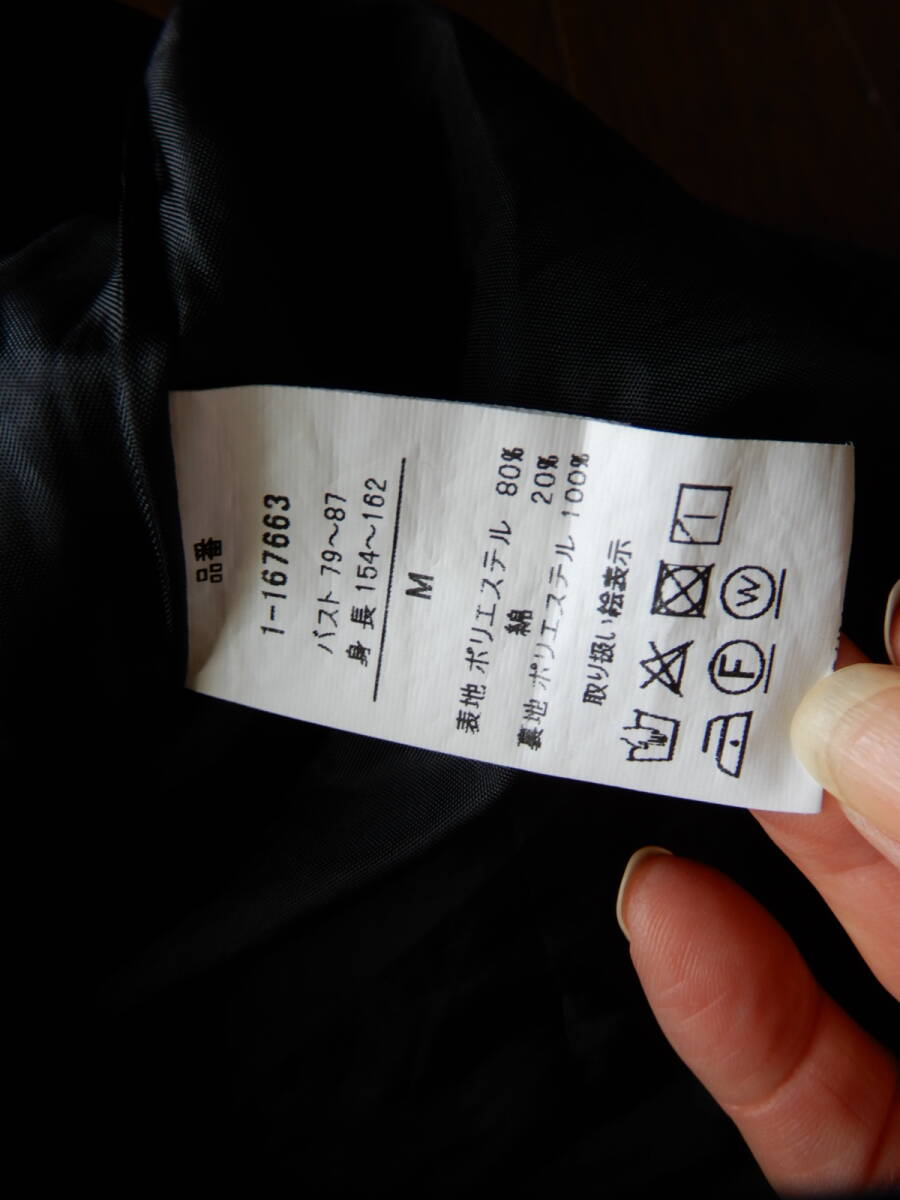 品番
1-167663
バスト 79～87
身長 154～162
M
表地 ポリエステル 80%
綿 20%
裏地 ポリエステル 100%
取り扱い絵表示
F W